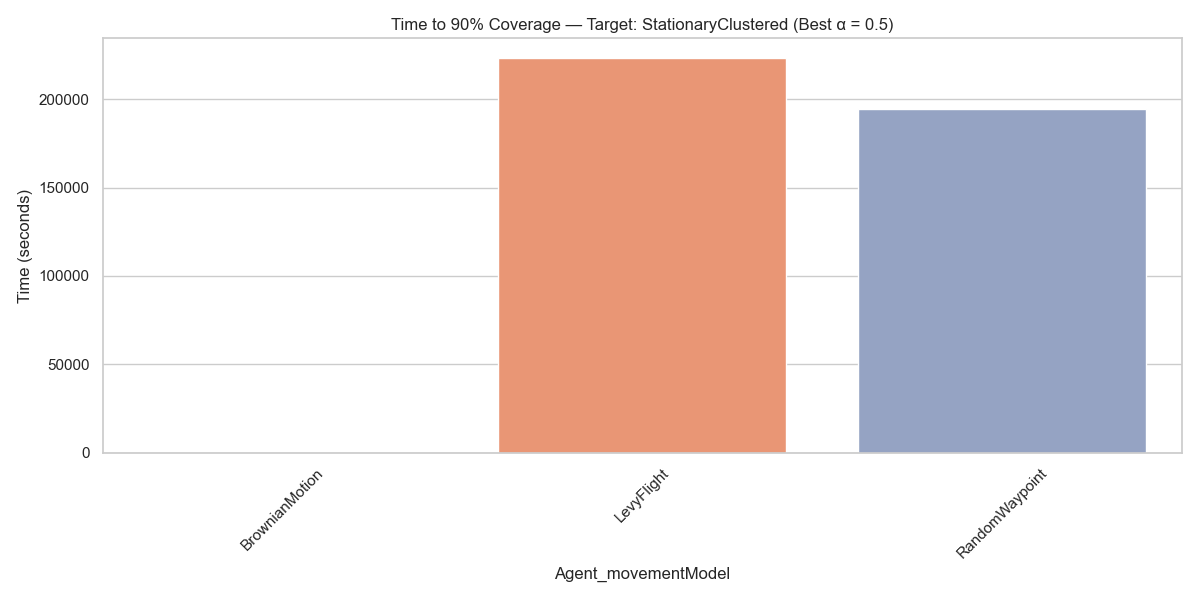 Time to 90% Coverage — Target: StationaryClustered (Best α = 0.5)
Time (seconds)
200000
150000
100000
50000
0
BrownianMotion
LevyFlight
RandomWaypoint
Agent_movementModel